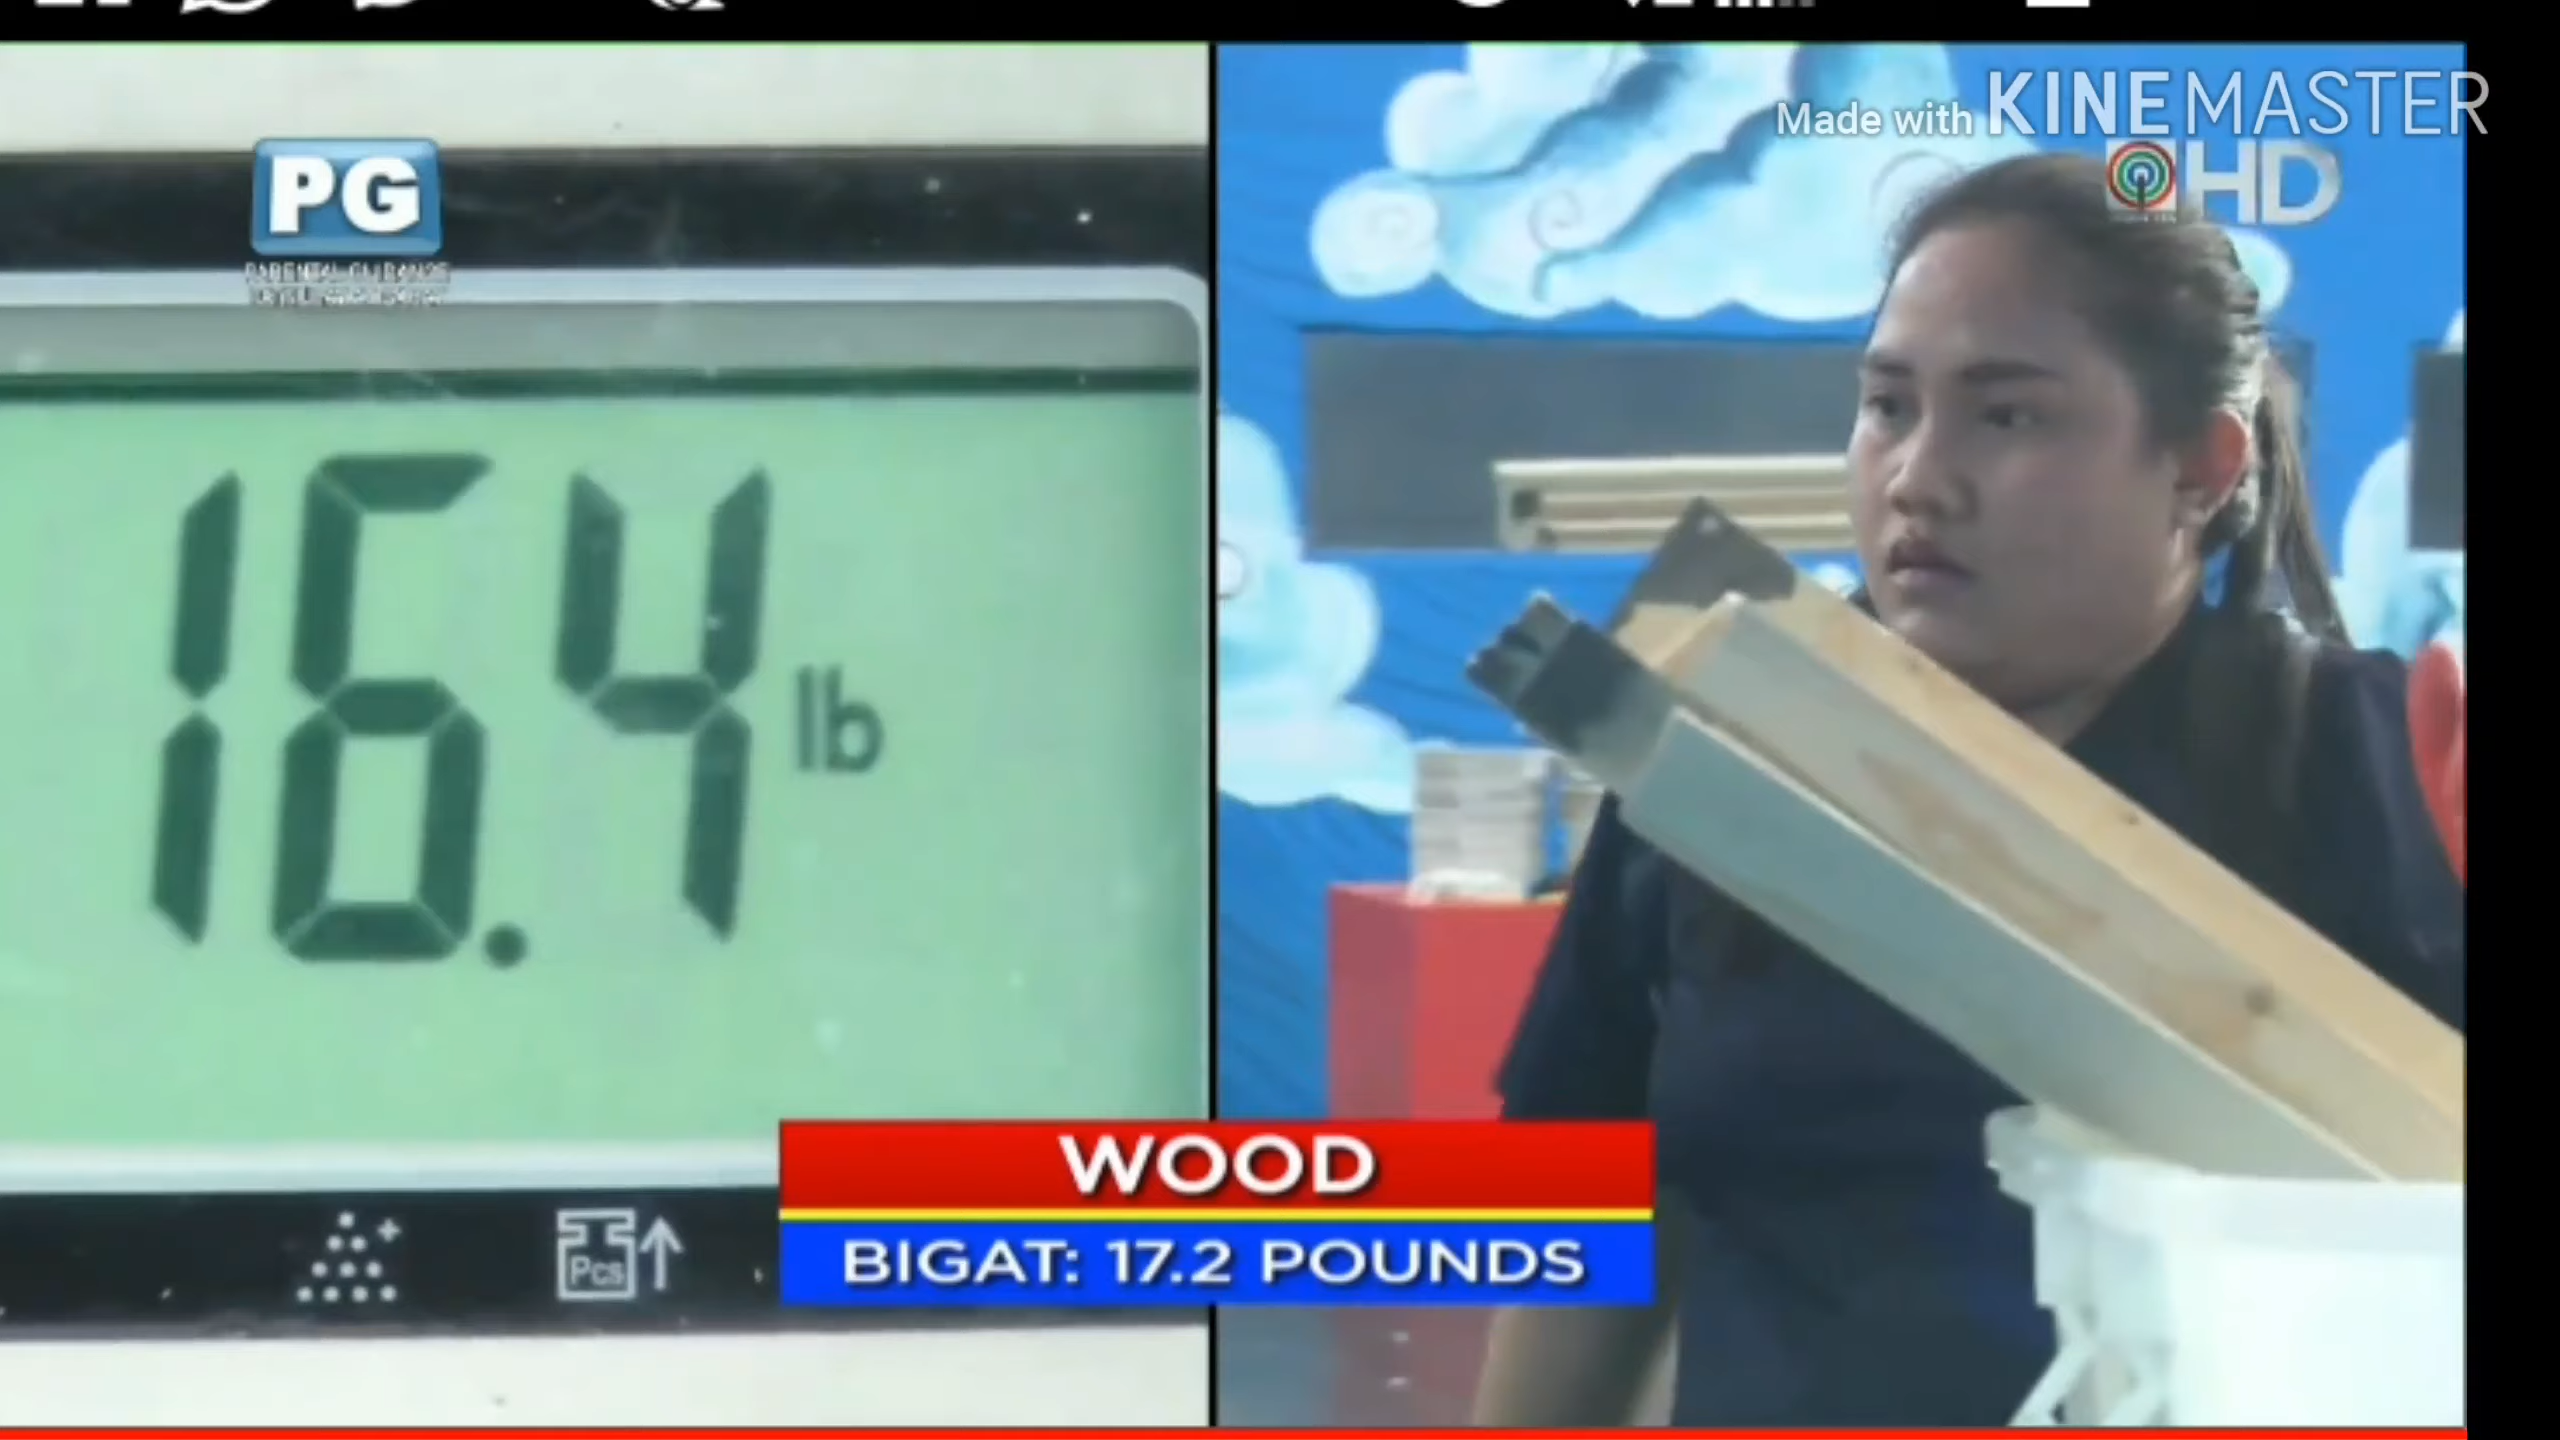 Made with KINEMASTER
PG
HD
16.4 lb
Pcs
WOOD
BIGAT: 17.2 POUNDS